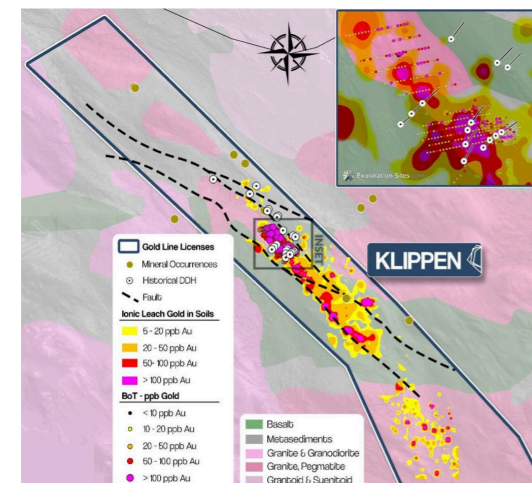 Exploration Sites
KLIPPEN
INSET
Gold Line Licenses
Mineral Occurrences
Historical DDH
Fault
Ionic Leach Gold in Soils
5 - 20 ppb Au
20 - 50 ppb Au
50- 100 ppb Au
> 100 ppb Au
BoT - ppb Gold
< 10 ppb Au
10 - 20 ppb Au
20 - 50 ppb Au
50 - 100 ppb Au
> 100 ppb Au
Basalt
Metasediments
Granite & Granodiorite
Granite, Pegmatite
Grantoid & Suenitoid